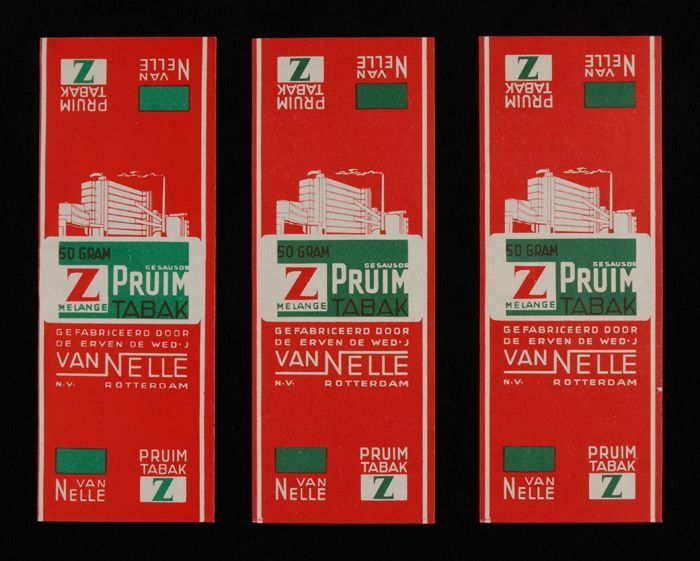 Z
VAN
NELLE
PRUIM
TABAK
50 GRAM
GESAUSDE
Z PRUIM
MELANGE TABAK
GEFABRICEERD DOOR
DE ERVEN DE WED·J
VAN NELLE
N·V· ROTTERDAM
VAN
NELLE
PRUIM
TABAK
Z
Z
VAN
NELLE
PRUIM
TABAK
50 GRAM
GESAUSDE
Z PRUIM
MELANGE TABAK
GEFABRICEERD DOOR
DE ERVEN DE WED·J
VAN NELLE
N·V· ROTTERDAM
VAN
NELLE
PRUIM
TABAK
Z
Z
VAN
NELLE
PRUIM
TABAK
50 GRAM
GESAUSDE
Z PRUIM
MELANGE TABAK
GEFABRICEERD DOOR
DE ERVEN DE WED·J
VAN NELLE
N·V· ROTTERDAM
VAN
NELLE
PRUIM
TABAK
Z